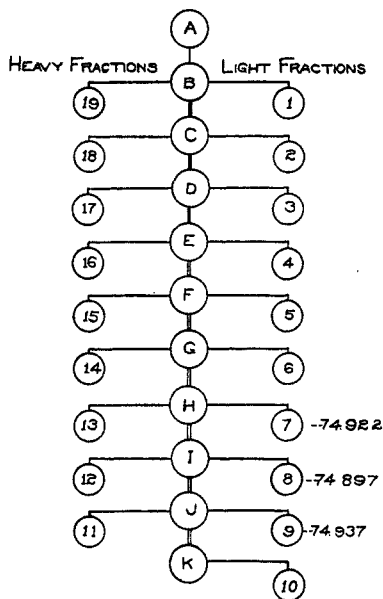 A
HEAVY FRACTIONS LIGHT FRACTIONS
B
19 1
C
18 2
D
17 3
E
16 4
F
15 5
G
14 6
H
13 7 --74.922
I
12 8 --74.897
J
11 9 --74.937
K
10